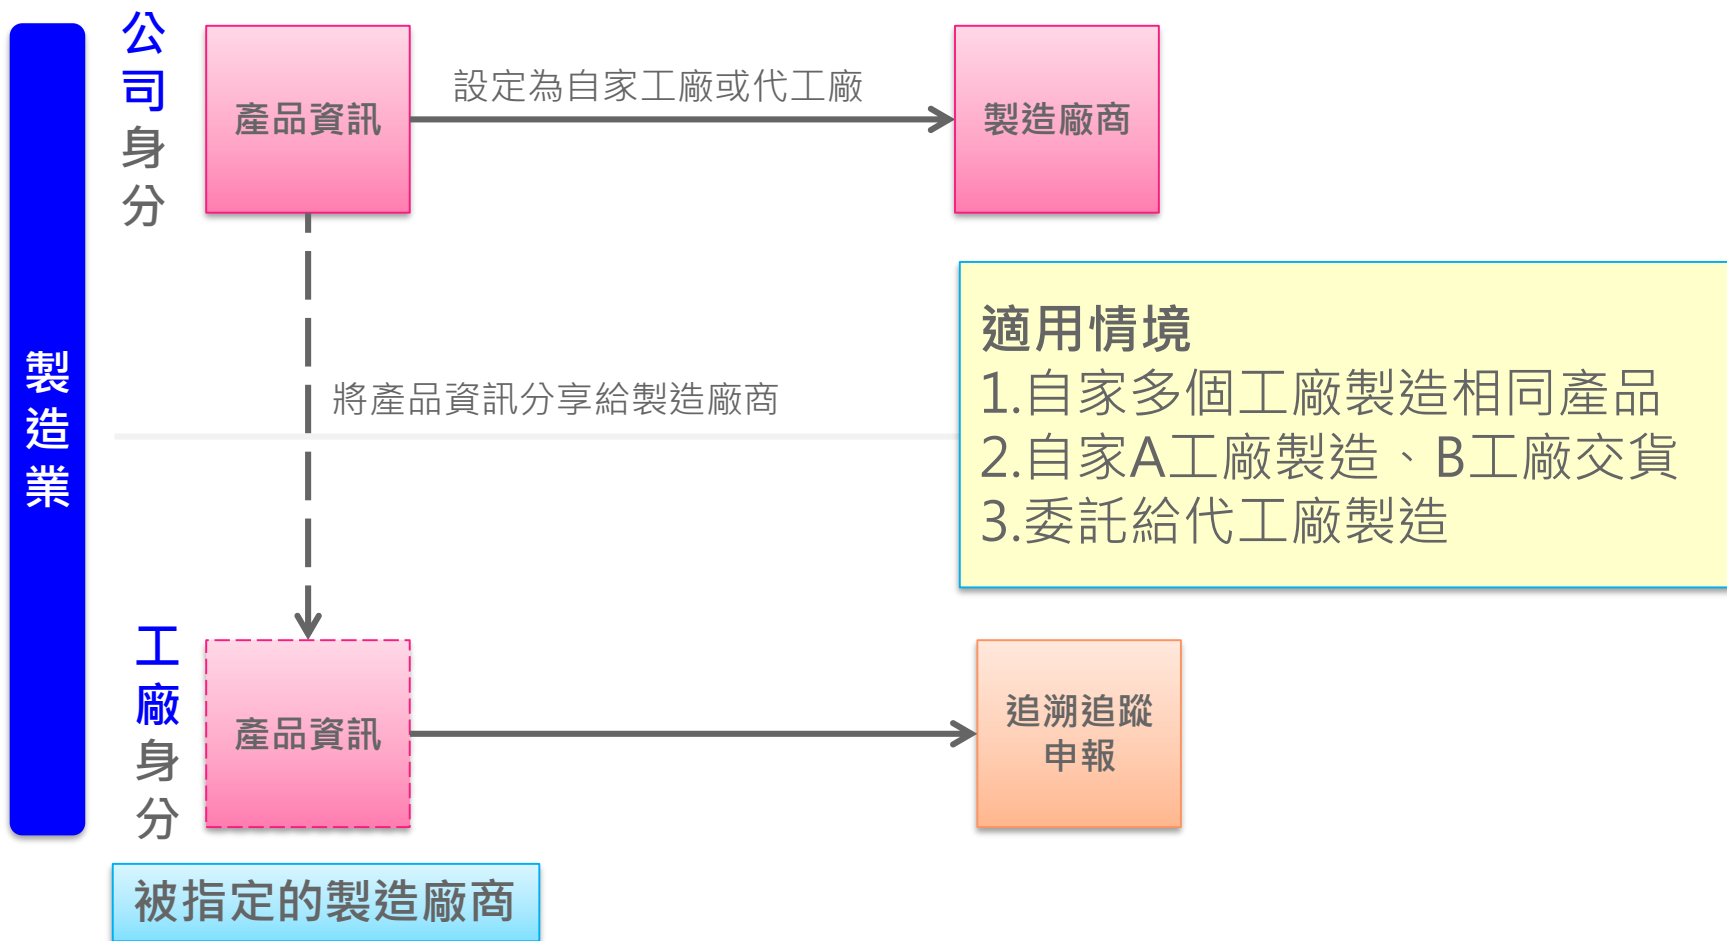 製造業
公司身分
產品資訊
設定為自家工廠或代工廠
製造廠商
將產品資訊分享給製造廠商
適用情境
1.自家多個工廠製造相同產品
2.自家A工廠製造、B工廠交貨
3.委託給代工廠製造
工廠身分
產品資訊
追溯追蹤
申報
被指定的製造廠商